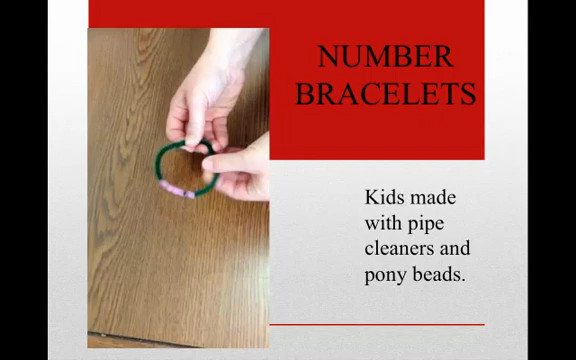 NUMBER
BRACELETS
Kids made
with pipe
cleaners and
pony beads.